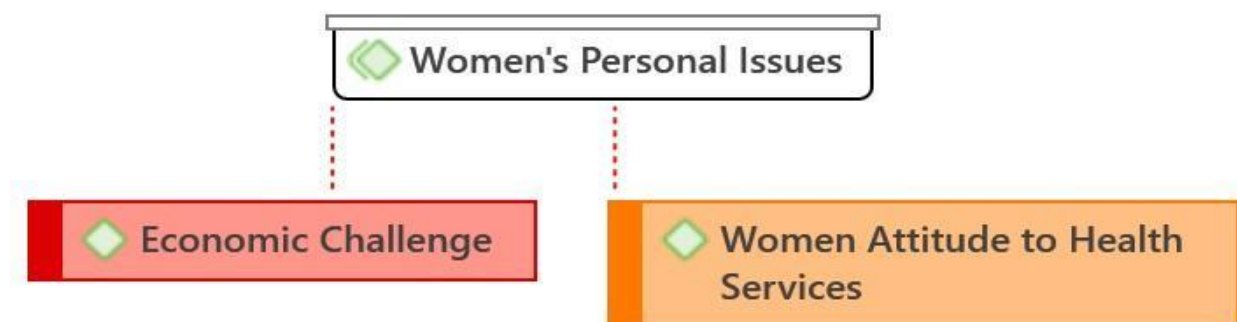 Women's Personal Issues
Economic Challenge
Women Attitude to Health
Services